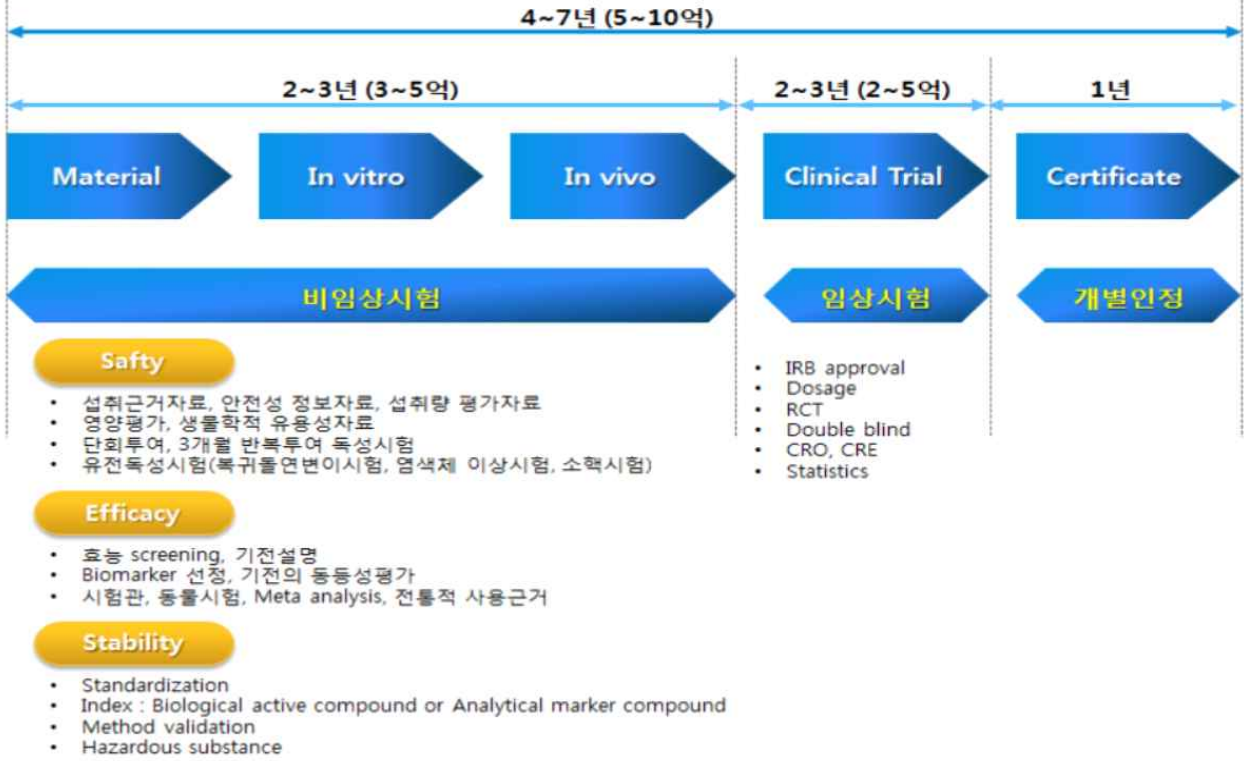 4~7년 (5~10억)
2~3년 (3~5억)
2~3년 (2~5억)
1년
Material
In vitro
In vivo
Clinical Trial
Certificate
비임상시험
임상시험
개별인정
Safty
• 섭취근거자료, 안전성 정보자료, 섭취량 평가자료
• 영양평가, 생물학적 유용성자료
• 단회투여, 3개월 반복투여 독성시험
• 유전독성시험(복귀돌연변이시험, 염색체 이상시험, 소핵시험)
Efficacy
• 효능 screening, 기전설명
• Biomarker 선정, 기전의 동등성평가
• 시험관, 동물시험, Meta analysis, 전통적 사용근거
Stability
• Standardization
• Index : Biological active compound or Analytical marker compound
• Method validation
• Hazardous substance
• IRB approval
• Dosage
• RCT
• Double blind
• CRO, CRE
• Statistics